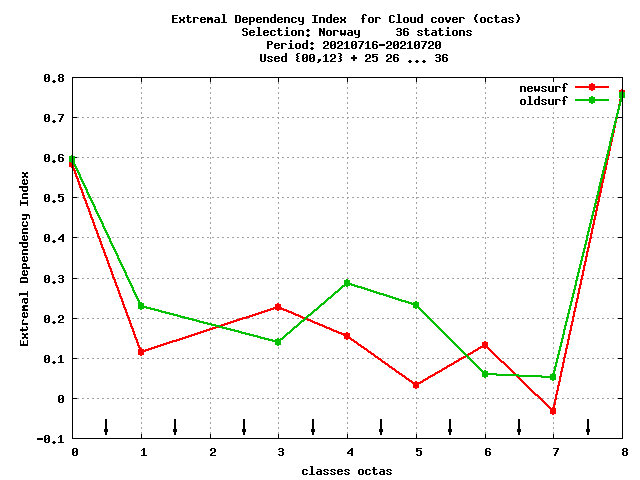 Extremal Dependency Index  for Cloud cover (octas)
Selection: Norway     36 stations
Period: 20210716-20210720
Used {00,12} + 25 26 ... 36
newsurf
oldsurf
0.8
0.7
0.6
0.5
0.4
0.3
0.2
0.1
0
-0.1
Extremal Dependency Index
0 1 2 3 4 5 6 7 8
classes octas